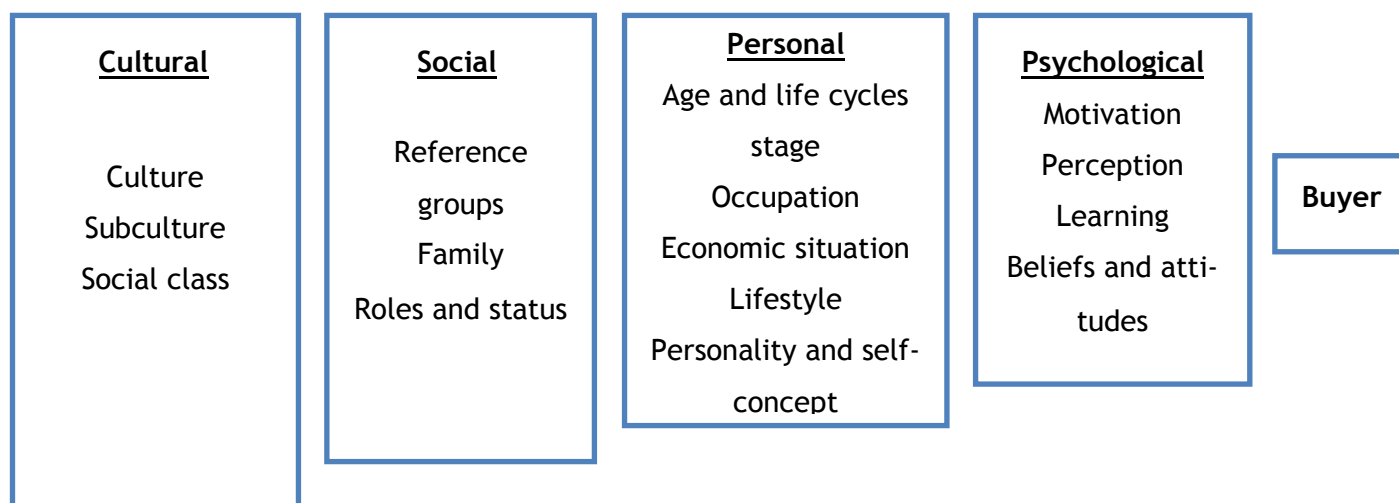 Cultural
Culture
Subculture
Social class
Social
Reference
groups
Family
Roles and status
Personal
Age and life cycles
stage
Occupation
Economic situation
Lifestyle
Personality and self-
concept
Psychological
Motivation
Perception
Learning
Beliefs and atti-
tudes
Buyer